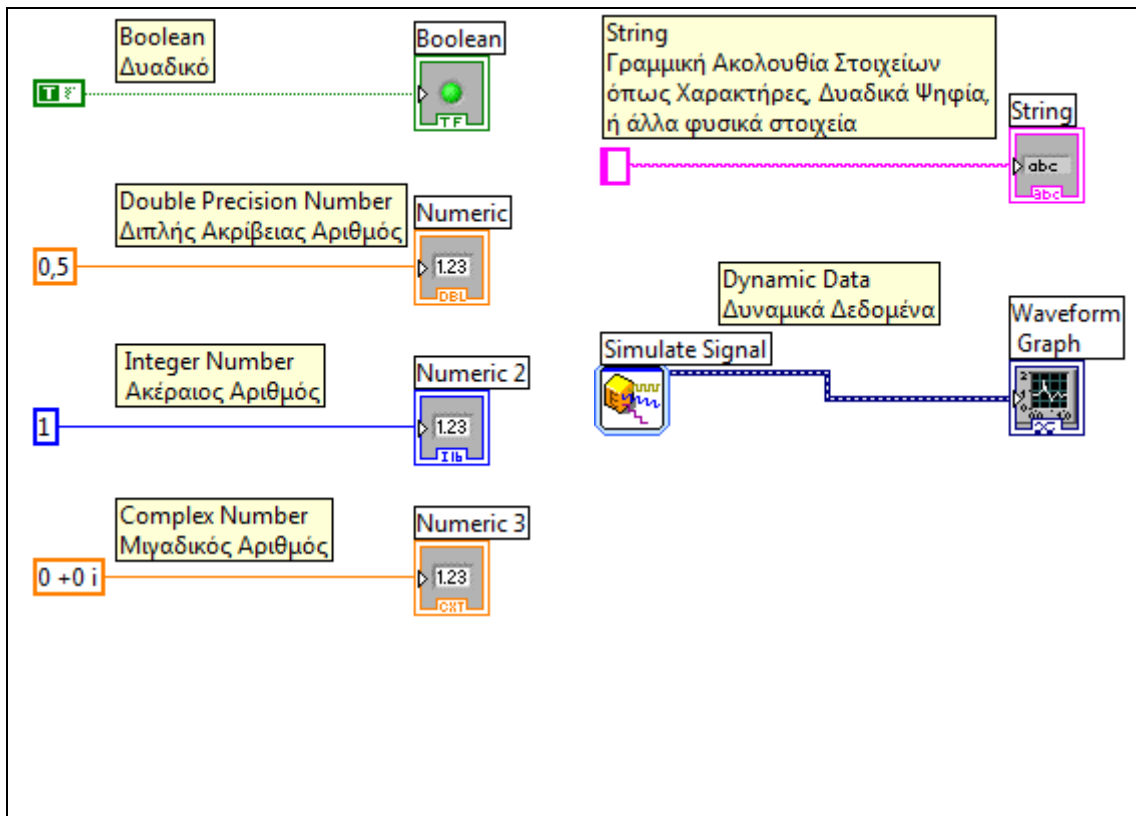 Boolean
Δυαδικό
Boolean
T
TF
Double Precision Number
Διπλής Ακρίβειας Αριθμός
Numeric
0,5
1.23
DBL
Integer Number
Ακέραιος Αριθμός
Numeric 2
1
1.23
I16
Complex Number
Μιγαδικός Αριθμός
Numeric 3
0 +0 i
1.23
CXT
String
Γραμμική Ακολουθία Στοιχείων
όπως Χαρακτήρες, Δυαδικά Ψηφία,
ή άλλα φυσικά στοιχεία
String
abc
abc
Dynamic Data
Δυναμικά Δεδομένα
Simulate Signal
Waveform
Graph